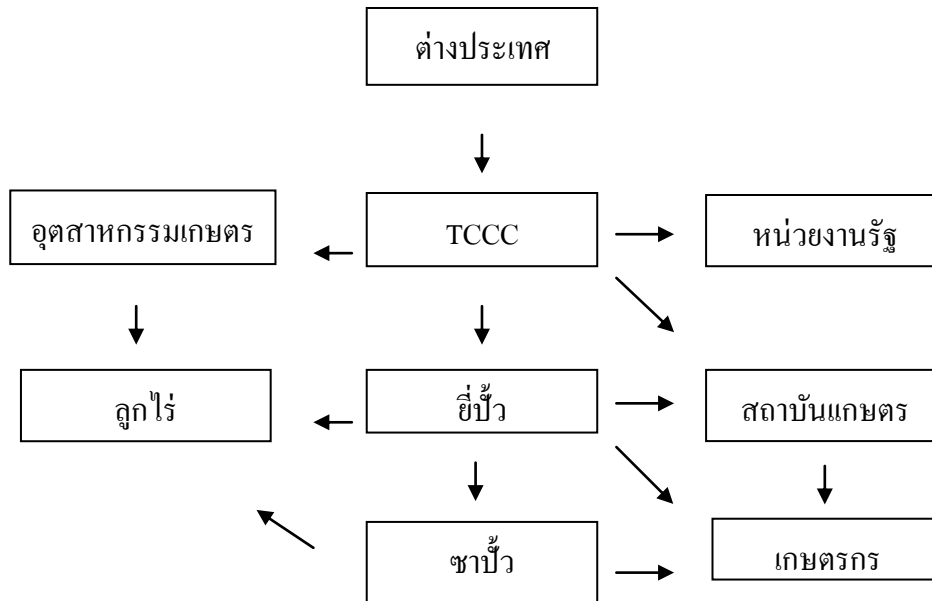 ต่างประเทศ
อุตสาหกรรมเกษตร
TCCC
หน่วยงานรัฐ
ลูกไร่
ยี่ปั๊ว
สถาบันแกษตร
ซาปั๊ว
เกษตรกร